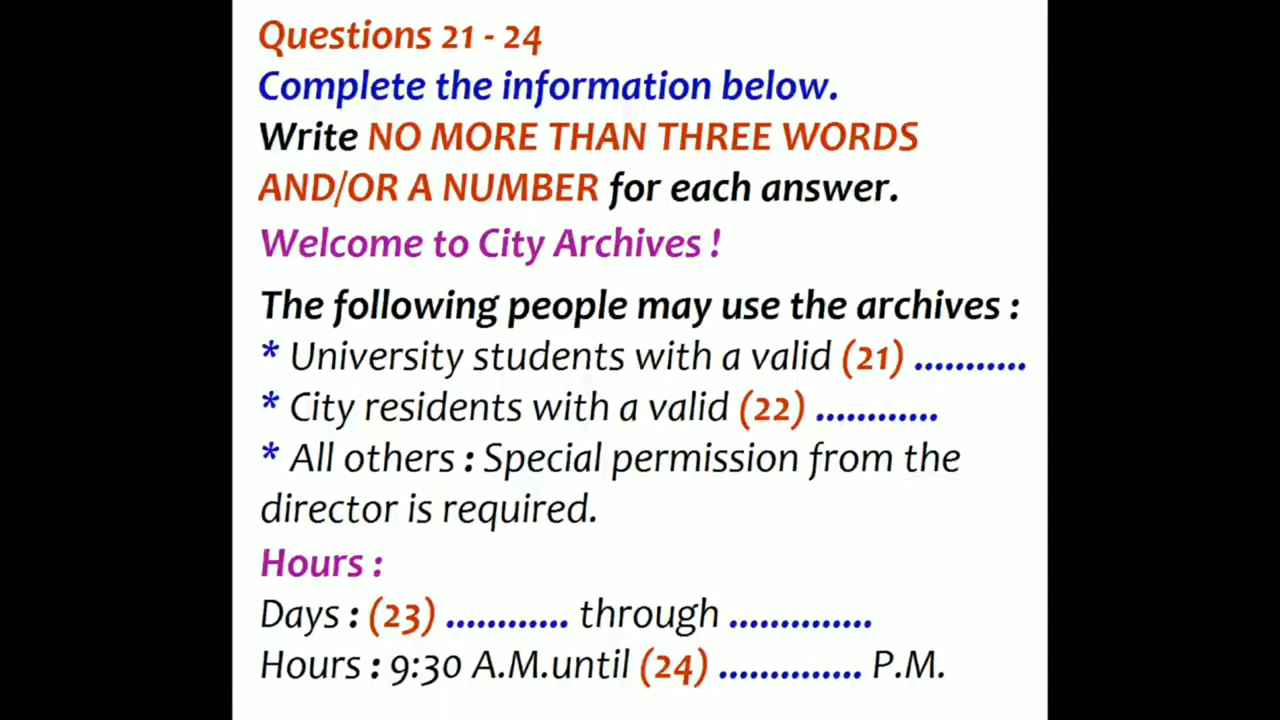 Questions 21 - 24
Complete the information below.
Write NO MORE THAN THREE WORDS
AND/OR A NUMBER for each answer.
Welcome to City Archives !
The following people may use the archives :
* University students with a valid (21) ...........
* City residents with a valid (22) ............
* All others : Special permission from the
director is required.
Hours :
Days : (23) ............ through ..............
Hours : 9:30 A.M.until (24) .............. P.M.